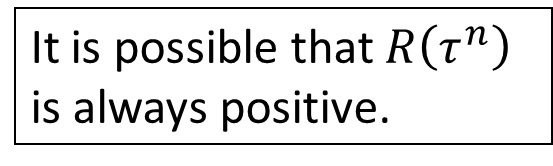 It is possible that R(τⁿ)
is always positive.